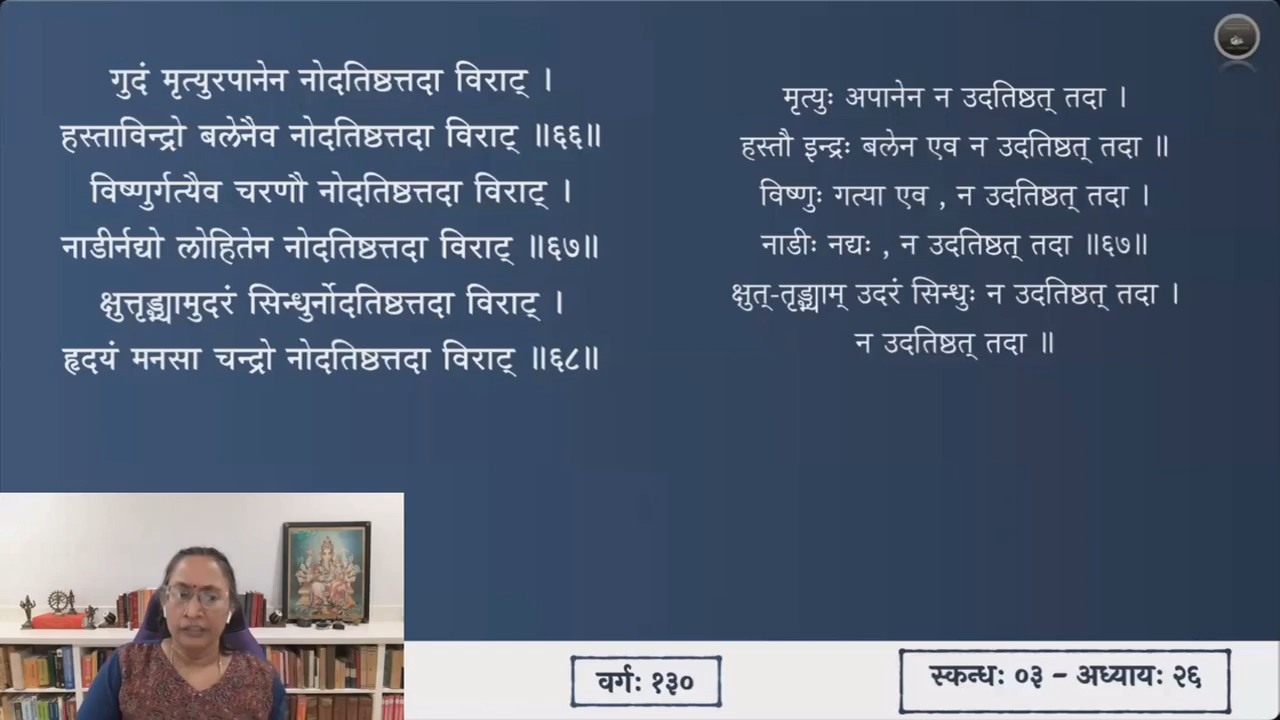 गुदं मृत्युरपानेन नोदतिष्ठत्तदा विराट् ।
हस्ताविन्द्रो बलेनैव नोदतिष्ठत्तदा विराट् ॥६६॥
विष्णुर्गत्यैव चरणौ नोदतिष्ठत्तदा विराट् ।
नाडीर्नद्यो लोहितेन नोदतिष्ठत्तदा विराट् ॥६७॥
क्षुत्तृड्भ्यामुदरं सिन्धुर्नोदतिष्ठत्तदा विराट् ।
हृदयं मनसा चन्द्रो नोदतिष्ठत्तदा विराट् ॥६८॥
मृत्युः अपानेन न उदतिष्ठत् तदा ।
हस्तौ इन्द्रः बलेन एव न उदतिष्ठत् तदा ॥
विष्णुः गत्या एव , न उदतिष्ठत् तदा ।
नाडीः नद्यः , न उदतिष्ठत् तदा ॥६७॥
क्षुत्-तृड्भ्याम् उदरं सिन्धुः न उदतिष्ठत् तदा ।
न उदतिष्ठत् तदा ॥
वर्गः १३०
स्कन्धः ०३ - अध्यायः २६